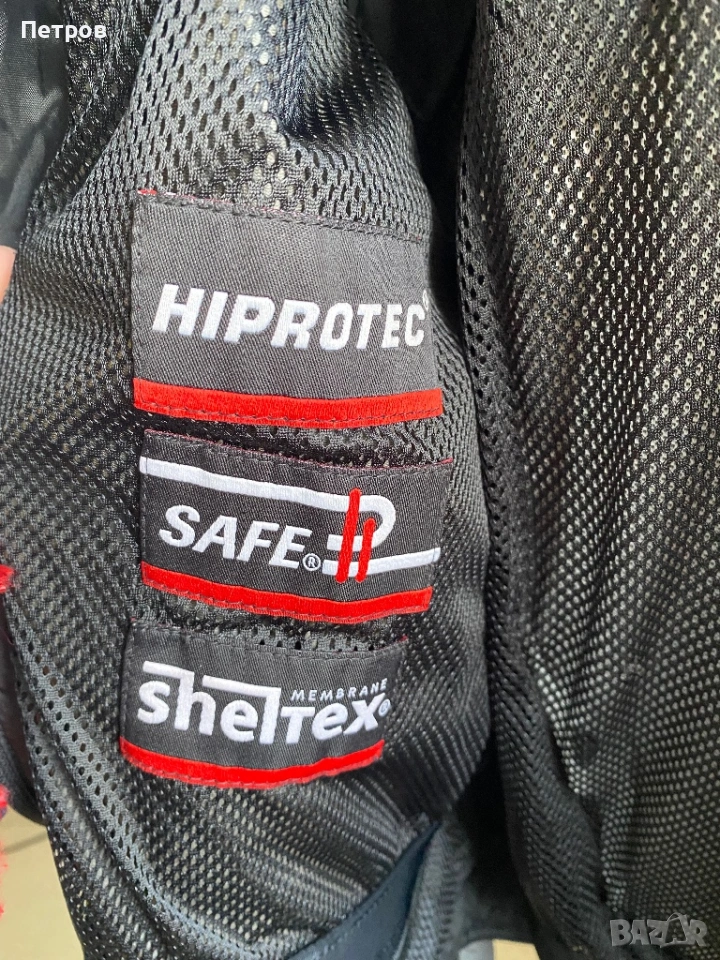 Петров
HIPROTEC®
SAFE®
MEMBRANE
shelTex®
BAZAR